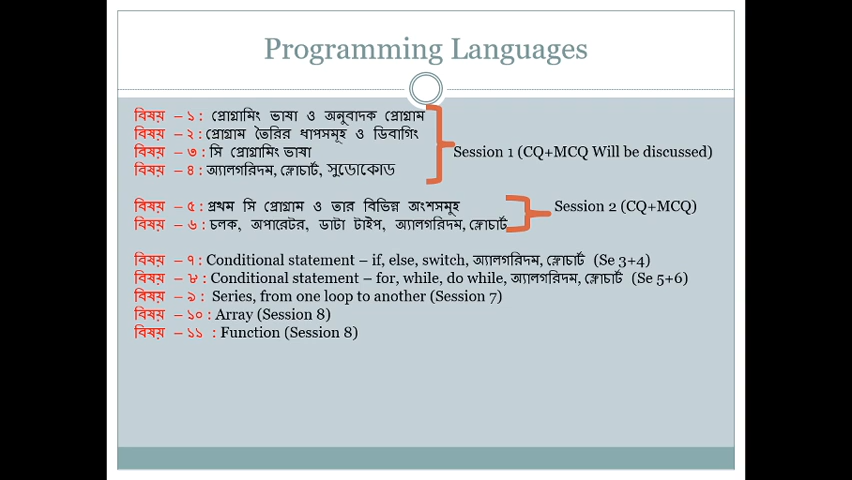 Programming Languages
বিষয় – ১ : প্রোগ্রামিং ভাষা ও অনুবাদক প্রোগ্রাম
বিষয় – ২ : প্রোগ্রাম তৈরির ধাপসমূহ ও ডিবাগিং
বিষয় – ৩ : সি প্রোগ্রামিং ভাষা
Session 1 (CQ+MCQ Will be discussed)
বিষয় – ৪ : অ্যালগরিদম, ফ্লোচার্ট, সুডোকোড
বিষয় – ৫ : প্রথম সি প্রোগ্রাম ও তার বিভিন্ন অংশসমূহ
Session 2 (CQ+MCQ)
বিষয় – ৬ : চলক, অপারেটর, ডাটা টাইপ, অ্যালগরিদম, ফ্লোচার্ট
বিষয় – ৭ : Conditional statement – if, else, switch, অ্যালগরিদম, ফ্লোচার্ট (Se 3+4)
বিষয় – ৮ : Conditional statement – for, while, do while, অ্যালগরিদম, ফ্লোচার্ট (Se 5+6)
বিষয় – ৯ : Series, from one loop to another (Session 7)
বিষয় – ১০ : Array (Session 8)
বিষয় – ১১ : Function (Session 8)